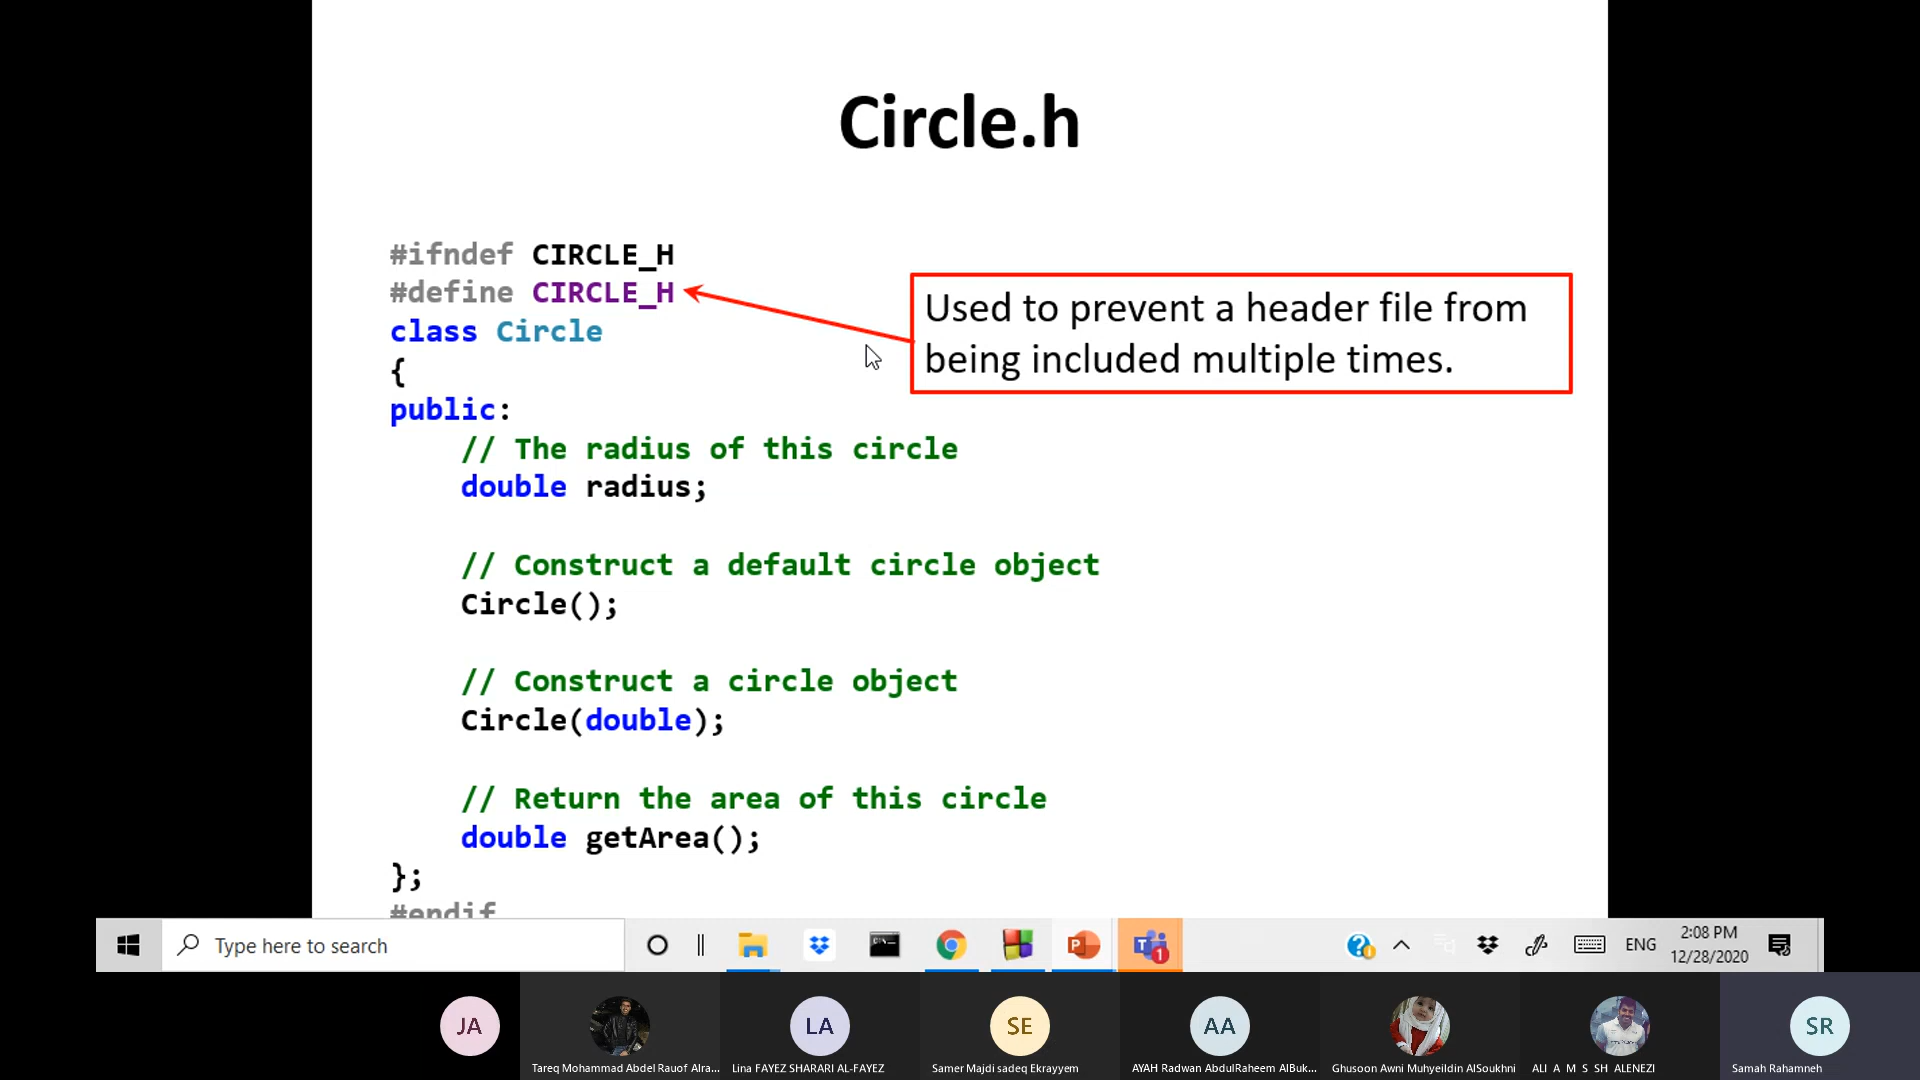 Circle.h
#ifndef CIRCLE_H
#define CIRCLE_H
Used to prevent a header file from
being included multiple times.
class Circle
{
public:
// The radius of this circle
double radius;
// Construct a default circle object
Circle();
// Construct a circle object
Circle(double);
// Return the area of this circle
double getArea();
};
#endif
Type here to search
ENG
2:08 PM
12/28/2020
JA
LA
SE
AA
SR
Tareq Mohammad Abdel Rauof Alra...
Lina FAYEZ SHARARI AL-FAYEZ
Samer Majdi sadeq Ekrayyem
AYAH Radwan AbdulRaheem AlBuk...
Ghusoon Awni Muhyeildin AlSoukhni
ALI A M S SH ALENEZI
Samah Rahamneh